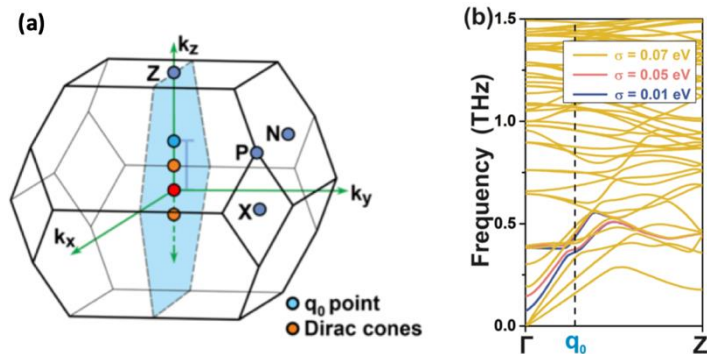 (a)
k_z
Z
N
P
k_y
X
k_x
q₀ point
Dirac cones
(b)
Frequency (THz)
1.5
1.0
0.5
0.0
σ = 0.07 eV
σ = 0.05 eV
σ = 0.01 eV
Γ
q₀
Z